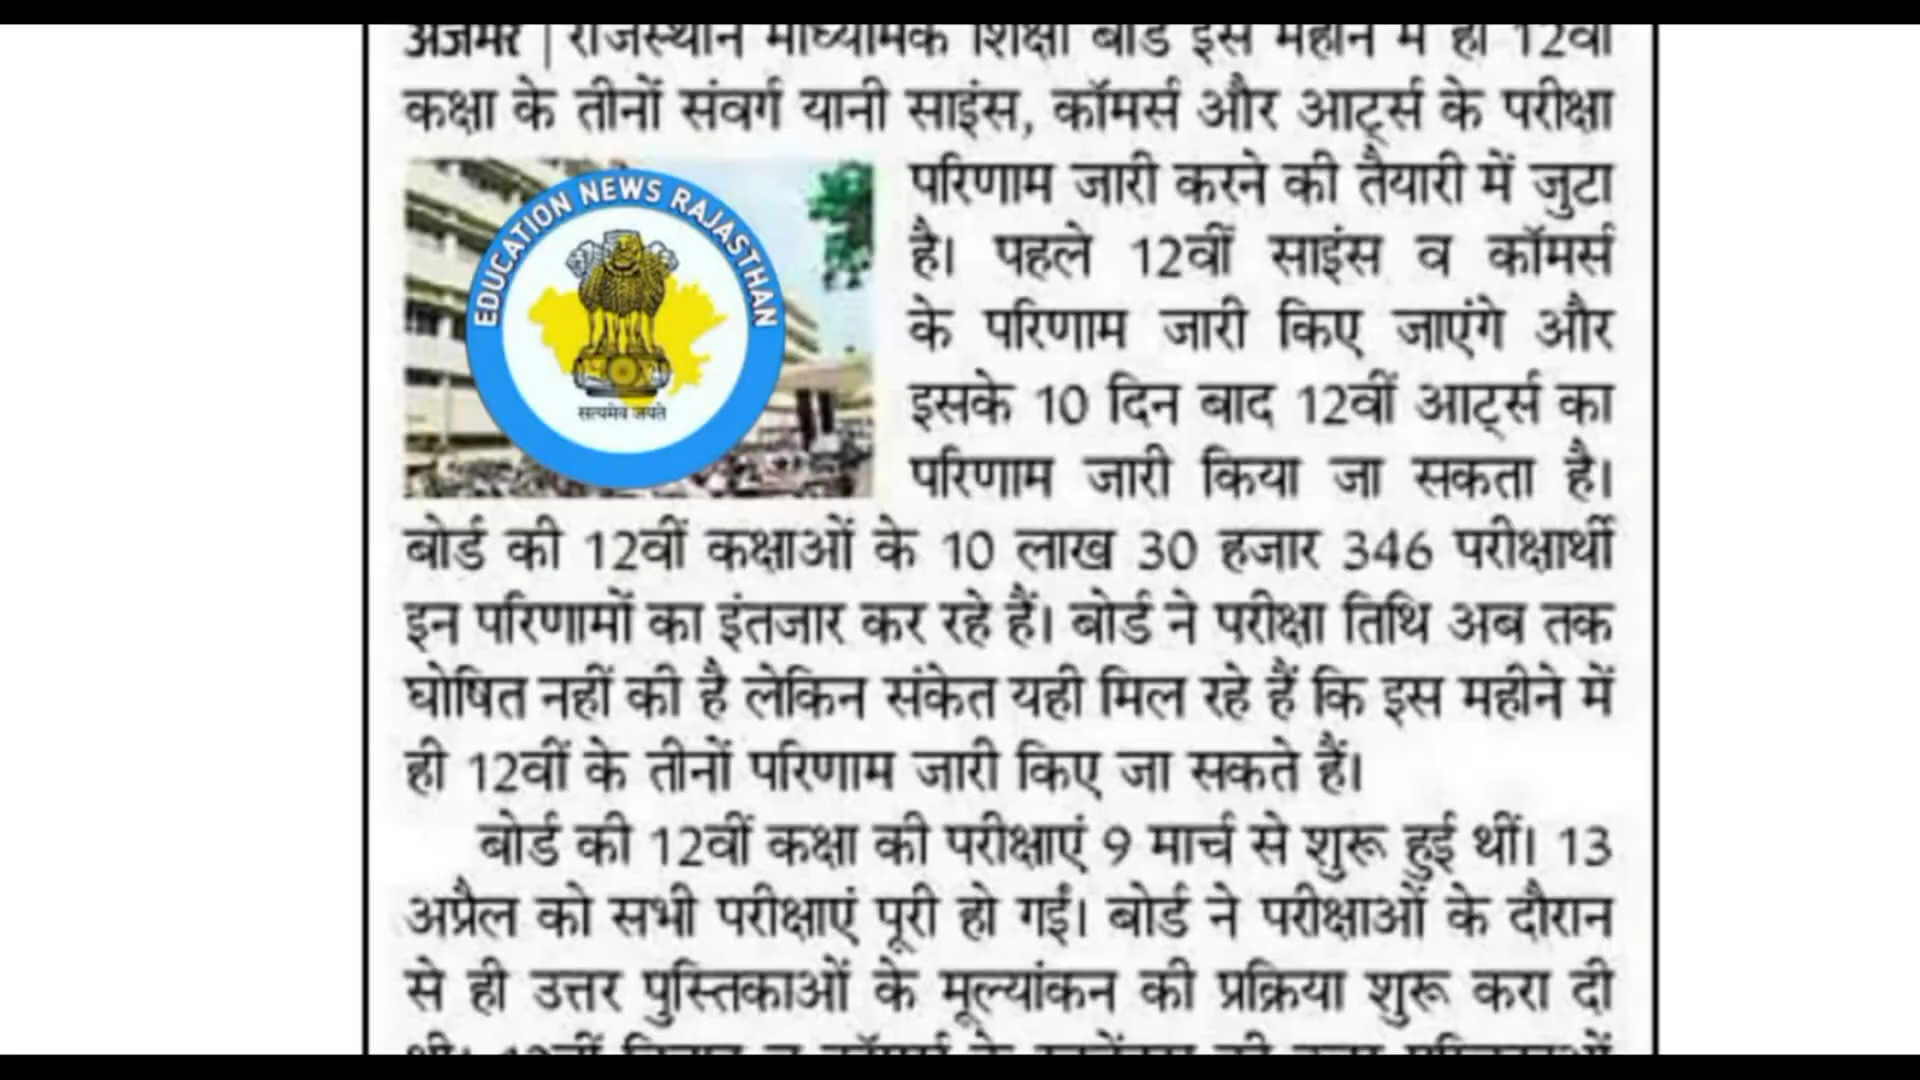 अजमेर | राजस्थान माध्यमिक शिक्षा बोर्ड इस महीने में ही 12वीं
कक्षा के तीनों संवर्ग यानी साइंस, कॉमर्स और आर्ट्स के परीक्षा
परिणाम जारी करने की तैयारी में जुटा
है। पहले 12वीं साइंस व कॉमर्स
के परिणाम जारी किए जाएंगे और
इसके 10 दिन बाद 12वीं आर्ट्स का
परिणाम जारी किया जा सकता है।
EDUCATION NEWS RAJASTHAN
सत्यमेव जयते
बोर्ड की 12वीं कक्षाओं के 10 लाख 30 हजार 346 परीक्षार्थी
इन परिणामों का इंतजार कर रहे हैं। बोर्ड ने परीक्षा तिथि अब तक
घोषित नहीं की है लेकिन संकेत यही मिल रहे हैं कि इस महीने में
ही 12वीं के तीनों परिणाम जारी किए जा सकते हैं।
बोर्ड की 12वीं कक्षा की परीक्षाएं 9 मार्च से शुरू हुई थीं। 13
अप्रैल को सभी परीक्षाएं पूरी हो गईं। बोर्ड ने परीक्षाओं के दौरान
से ही उत्तर पुस्तिकाओं के मूल्यांकन की प्रक्रिया शुरू करा दी